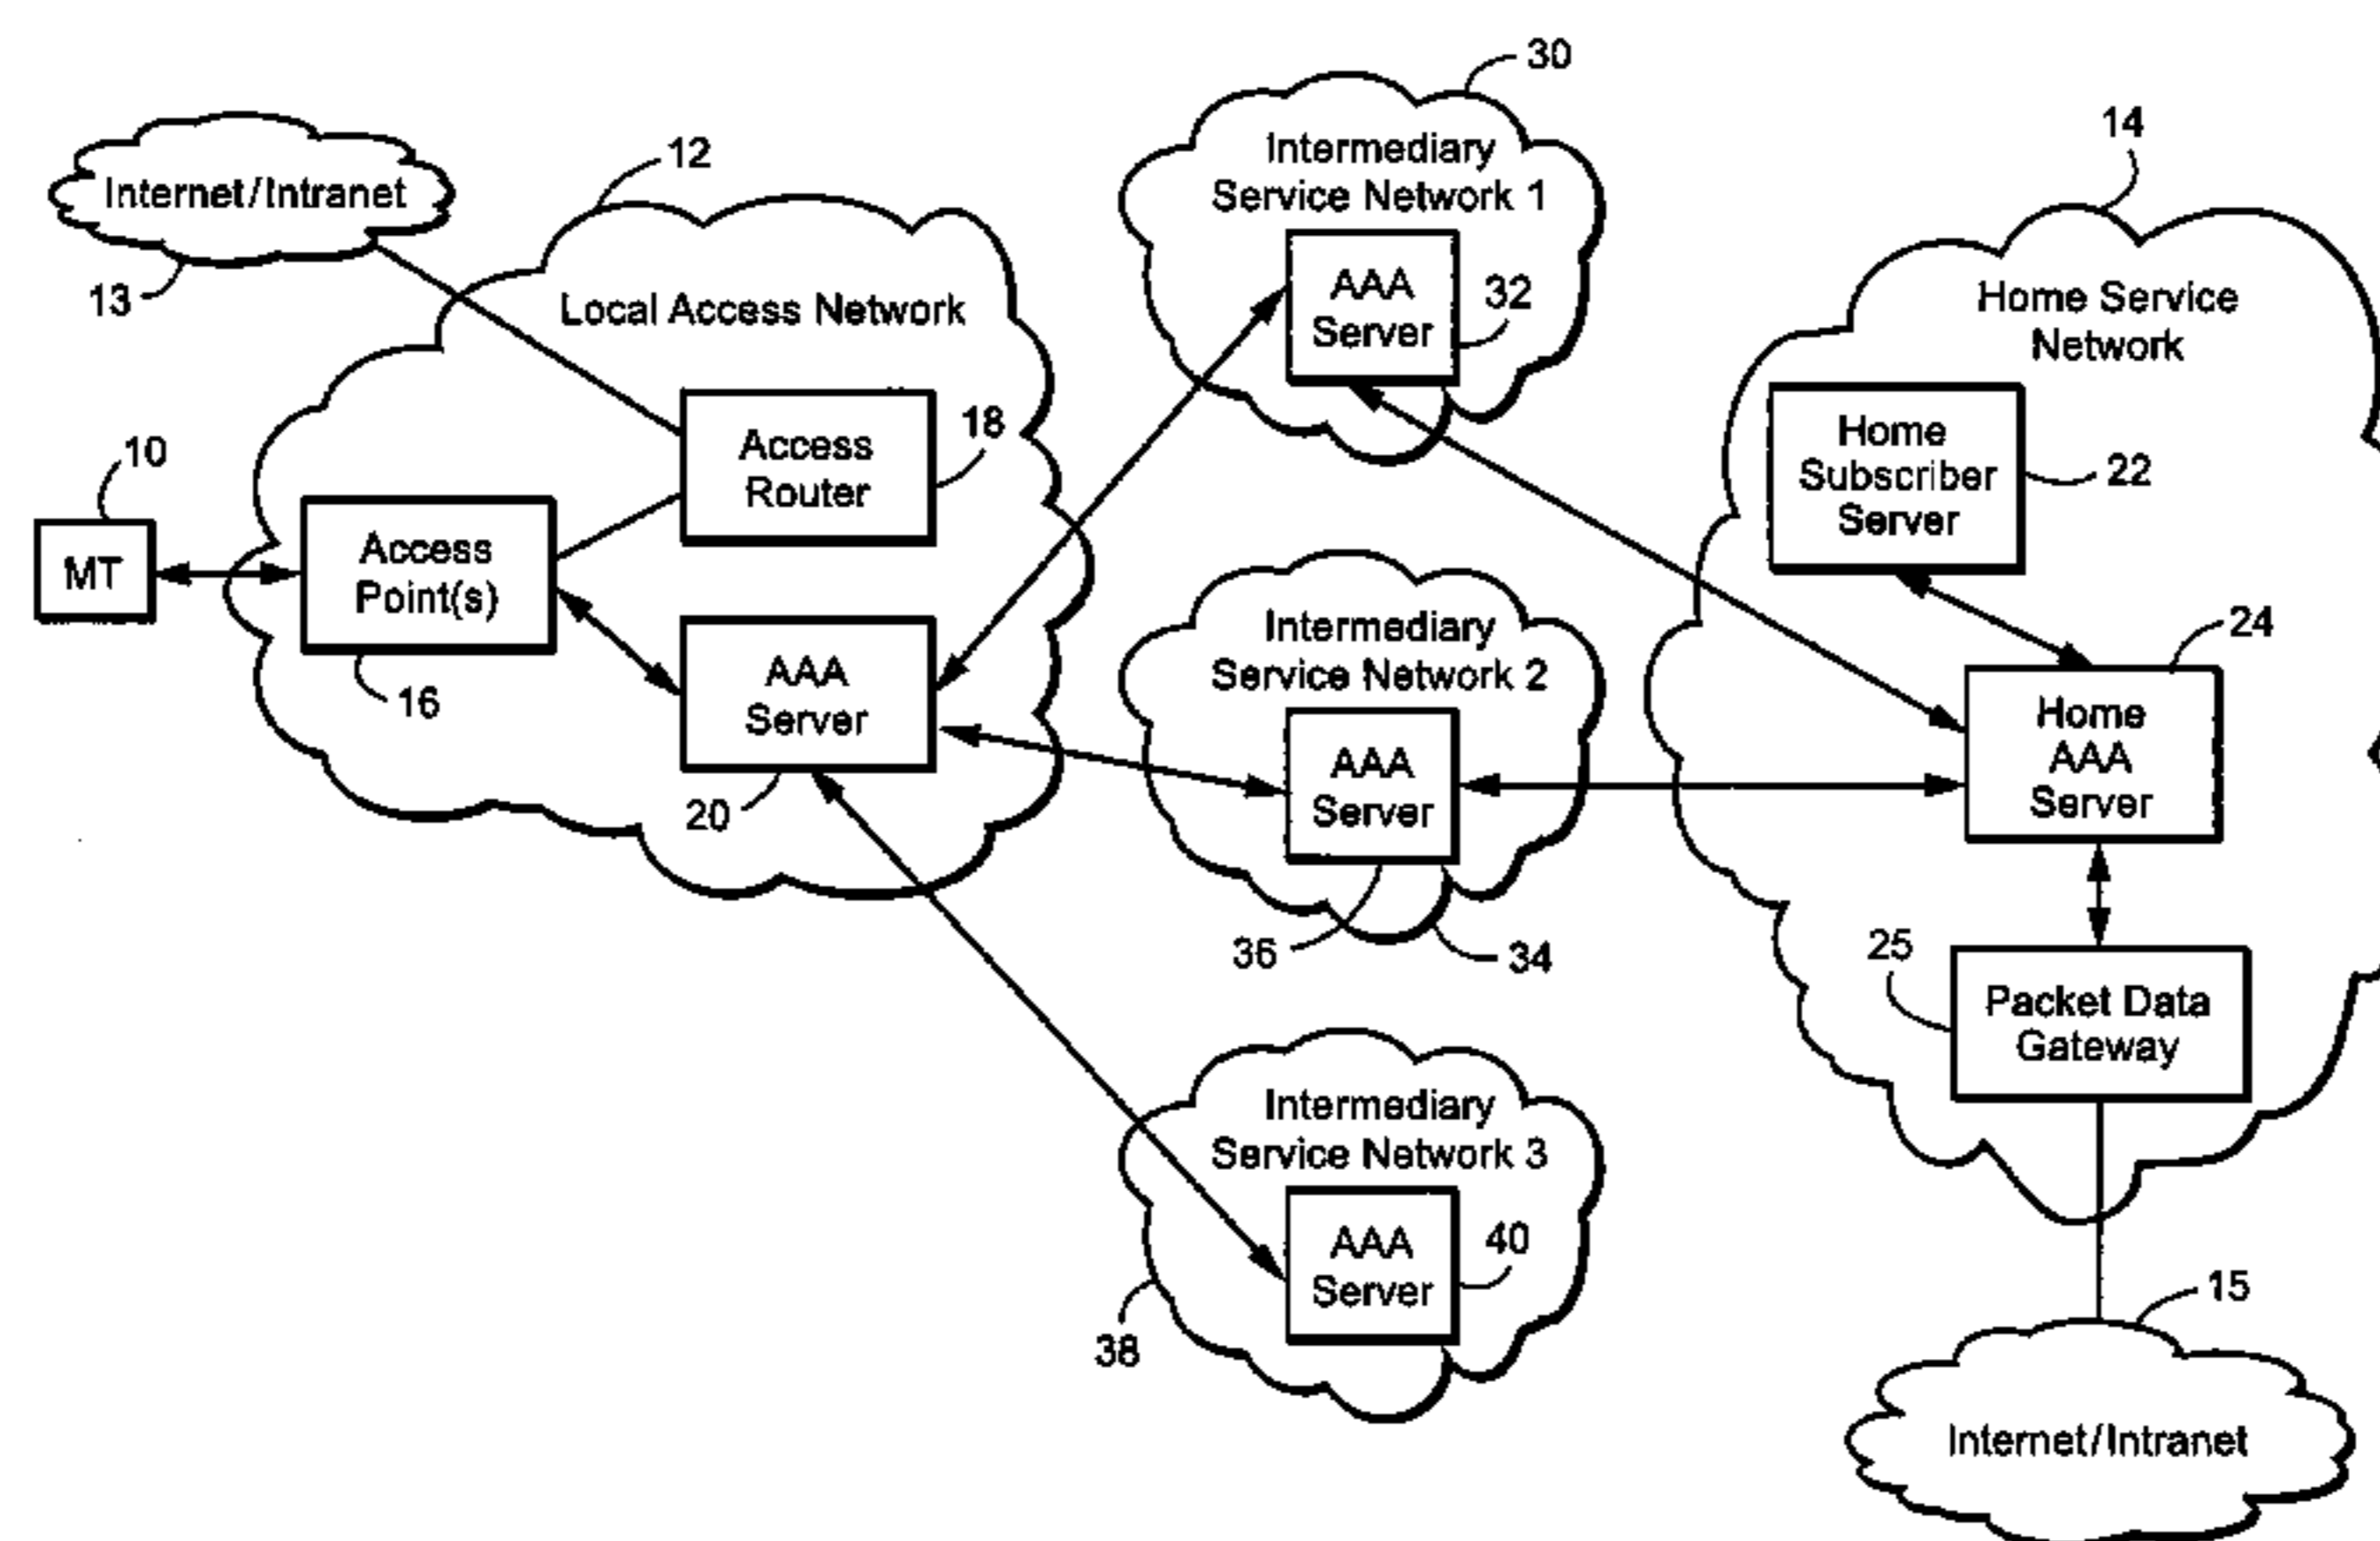 30
Intermediary
Service Network 1
AAA
Server
32
14
Home Service
Network
Home
Subscriber
Server
22
24
Home
AAA
Server
25
Packet Data
Gateway
15
Internet/Intranet
Internet/Intranet
13
12
Local Access Network
Access
Router
18
10
MT
Access
Point(s)
16
AAA
Server
20
Intermediary
Service Network 2
AAA
Server
36
34
Intermediary
Service Network 3
AAA
Server
40
38